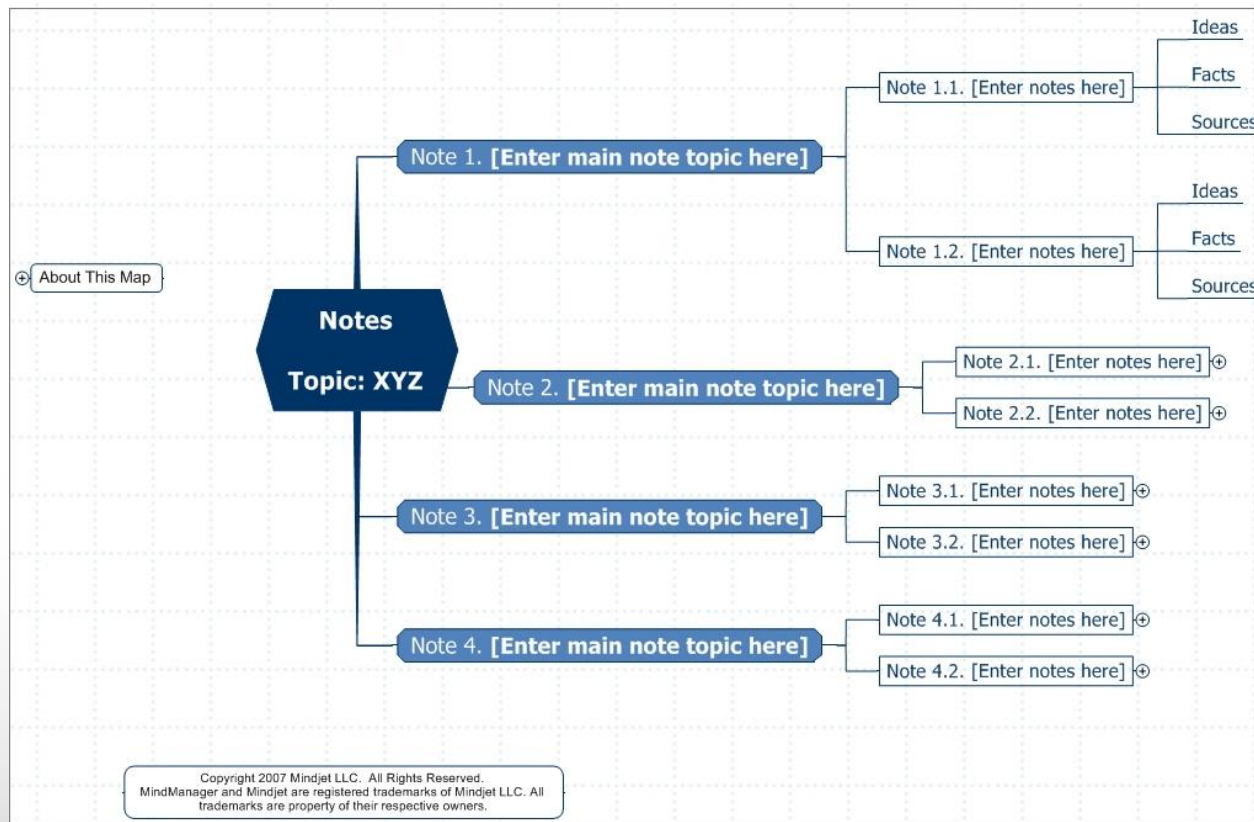 About This Map
Notes
Topic: XYZ
Note 1. [Enter main note topic here]
Note 1.1. [Enter notes here]
Ideas
Facts
Sources
Note 1.2. [Enter notes here]
Ideas
Facts
Sources
Note 2. [Enter main note topic here]
Note 2.1. [Enter notes here]
Note 2.2. [Enter notes here]
Note 3. [Enter main note topic here]
Note 3.1. [Enter notes here]
Note 3.2. [Enter notes here]
Note 4. [Enter main note topic here]
Note 4.1. [Enter notes here]
Note 4.2. [Enter notes here]
Copyright 2007 Mindjet LLC. All Rights Reserved.
MindManager and Mindjet are registered trademarks of Mindjet LLC. All
trademarks are property of their respective owners.